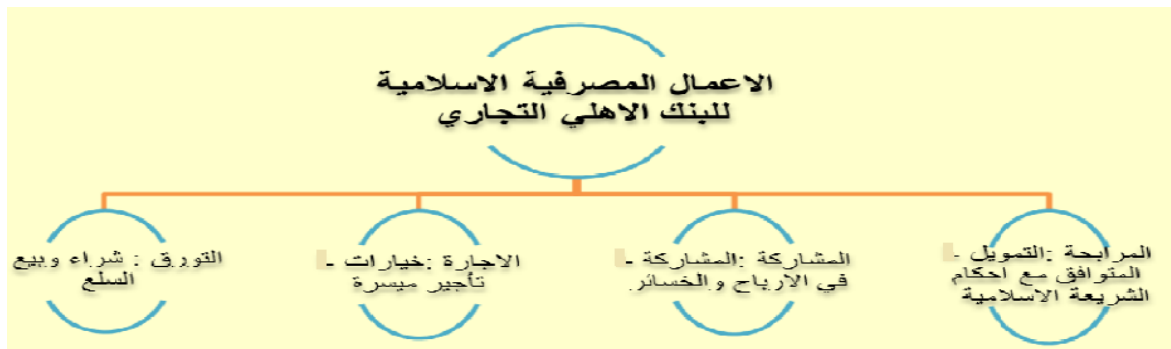 الاعمال المصرفية الاسلامية
للبنك الاهلي التجاري
المرابحة :التمويل -
المتوافق مع احكام
الشريعة الاسلامية
المشاركة :المشاركة -
في الارباح والخسائر
الاجارة :خيارات -
تأجير ميسرة
التورق : شراء وبيع
السلع